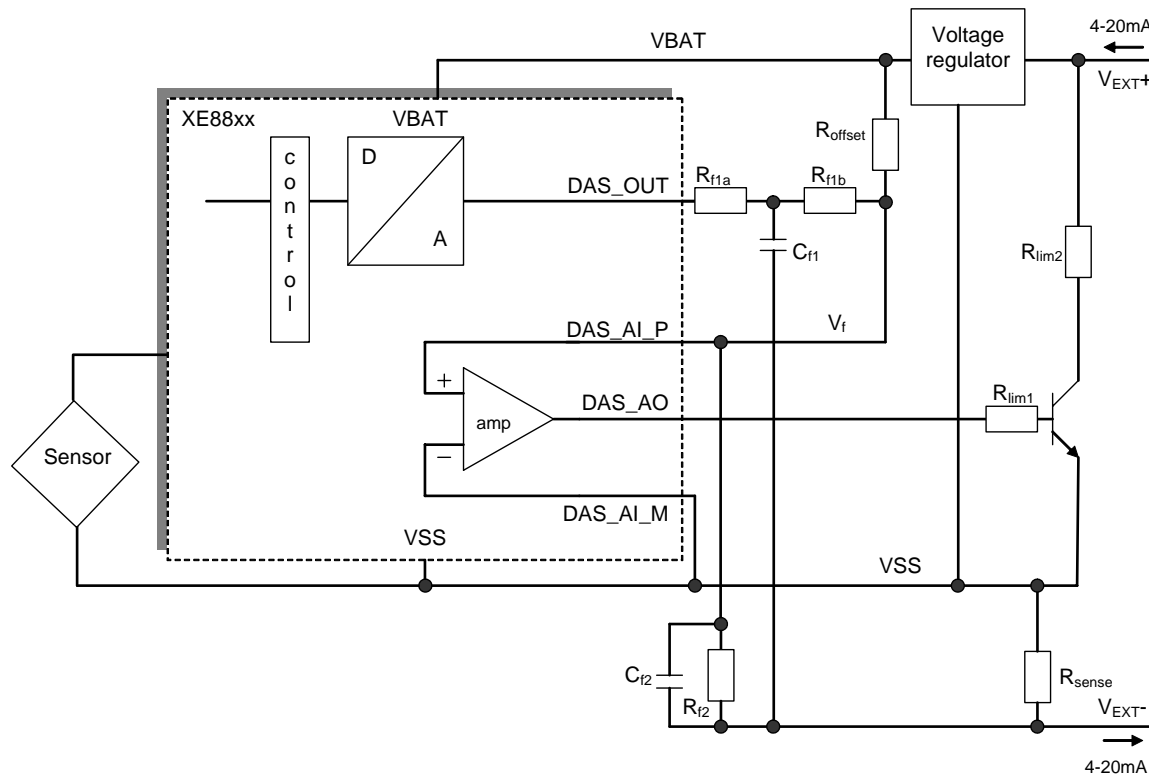 4-20mA
VBAT
Voltage
regulator
VEXT+
XE88xx
VBAT
Roffset
control
D
A
DAS_OUT
Rf1a
Rf1b
Cf1
Rlim2
DAS_AI_P
Vf
+
amp
−
DAS_AO
Rlim1
Sensor
DAS_AI_M
VSS
VSS
Cf2
Rf2
Rsense
VEXT-
4-20mA